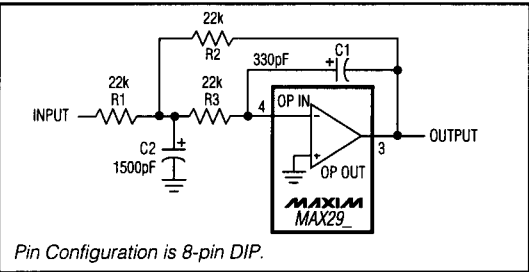 22k
R2
330pF
C1
+
22k
R1
22k
R3
4
OP IN
-
INPUT
OUTPUT
3
C2
+
1500pF
+
OP OUT
MAXIM
MAX29_
Pin Configuration is 8-pin DIP.